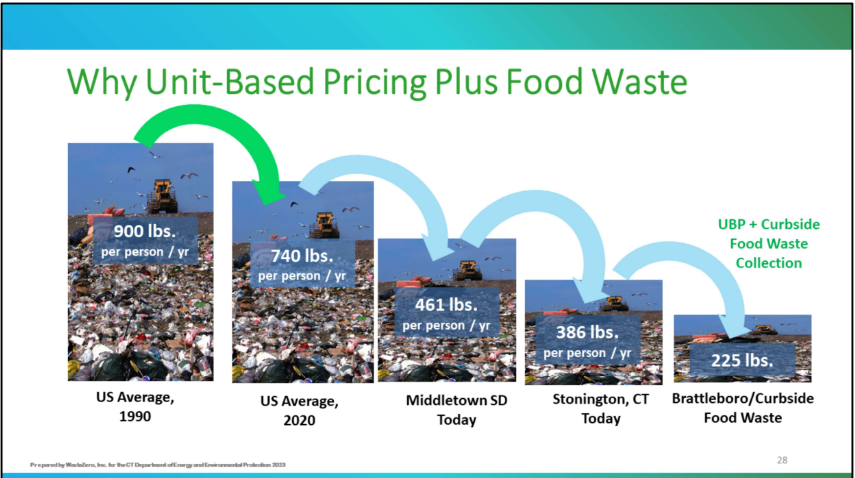 Why Unit-Based Pricing Plus Food Waste
900 lbs.
per person / yr
740 lbs.
per person / yr
461 lbs.
per person / yr
386 lbs.
per person / yr
225 lbs.
UBP + Curbside
Food Waste
Collection
US Average,
1990
US Average,
2020
Middletown SD
Today
Stonington, CT
Today
Brattleboro/Curbside
Food Waste
Prepared by WasteZero, Inc. for the CT Department of Energy and Environmental Protection 2023
28